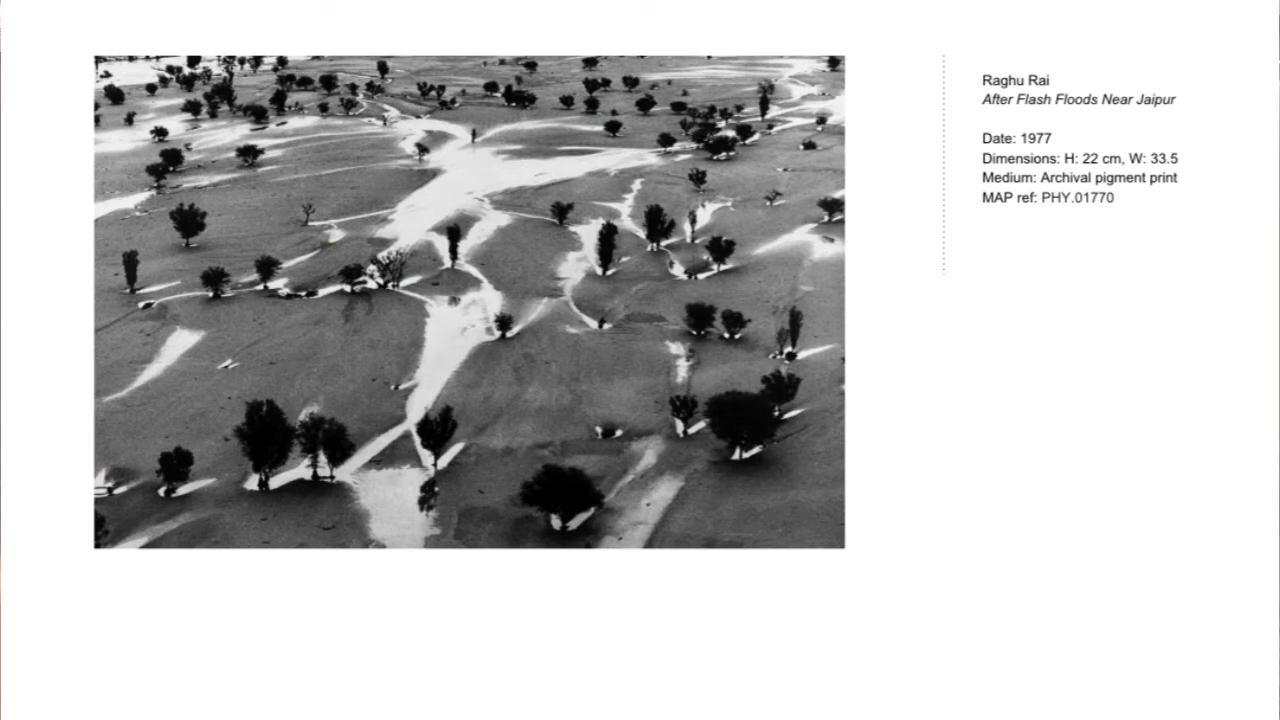 Raghu Rai
After Flash Floods Near Jaipur
Date: 1977
Dimensions: H: 22 cm, W: 33.5
Medium: Archival pigment print
MAP ref: PHY.01770